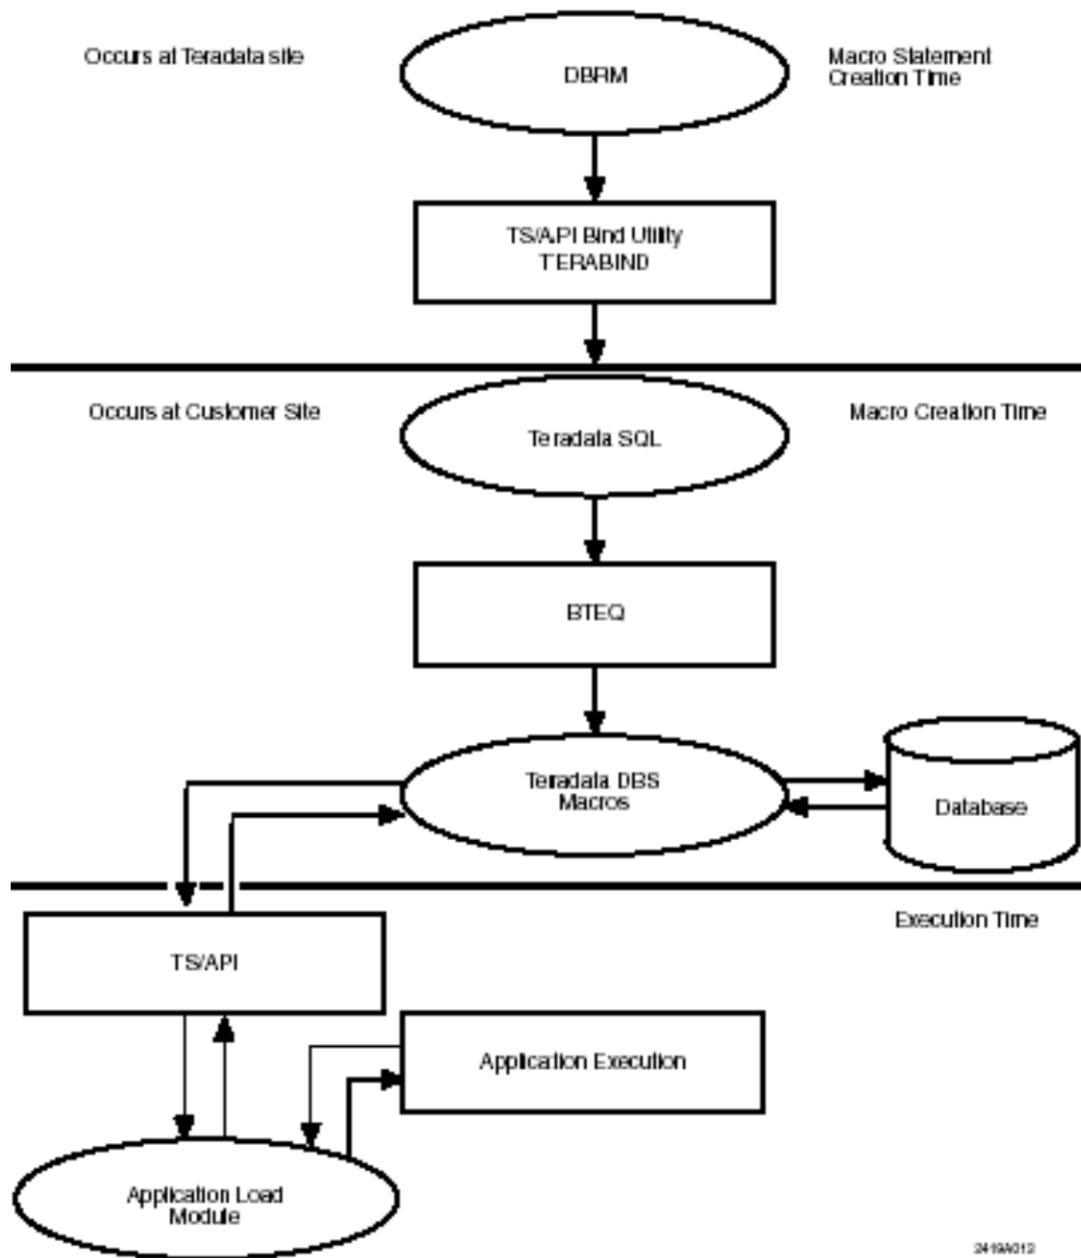 Occurs at Teradata site
DBRM
Macro Statement
Creation Time
TS/API Bind Utility
TERABIND
Occurs at Customer Site
Macro Creation Time
Teradata SQL
BTEQ
Teradata DBS
Macros
Database
Execution Time
TS/API
Application Execution
Application Load
Module
2419A012